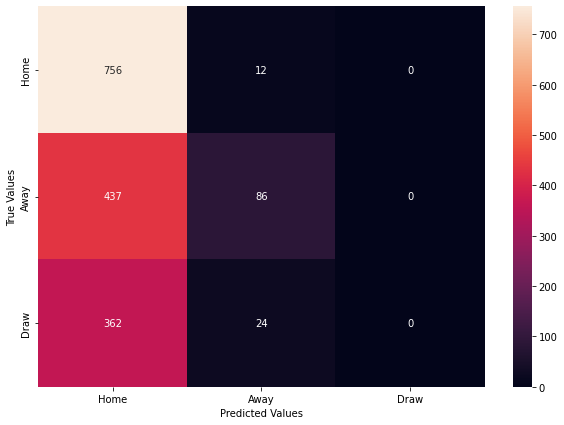 Home 756 12 0
Away 437 86 0
Draw 362 24 0
Home Away Draw
Predicted Values
True Values
700
600
500
400
300
200
100
0